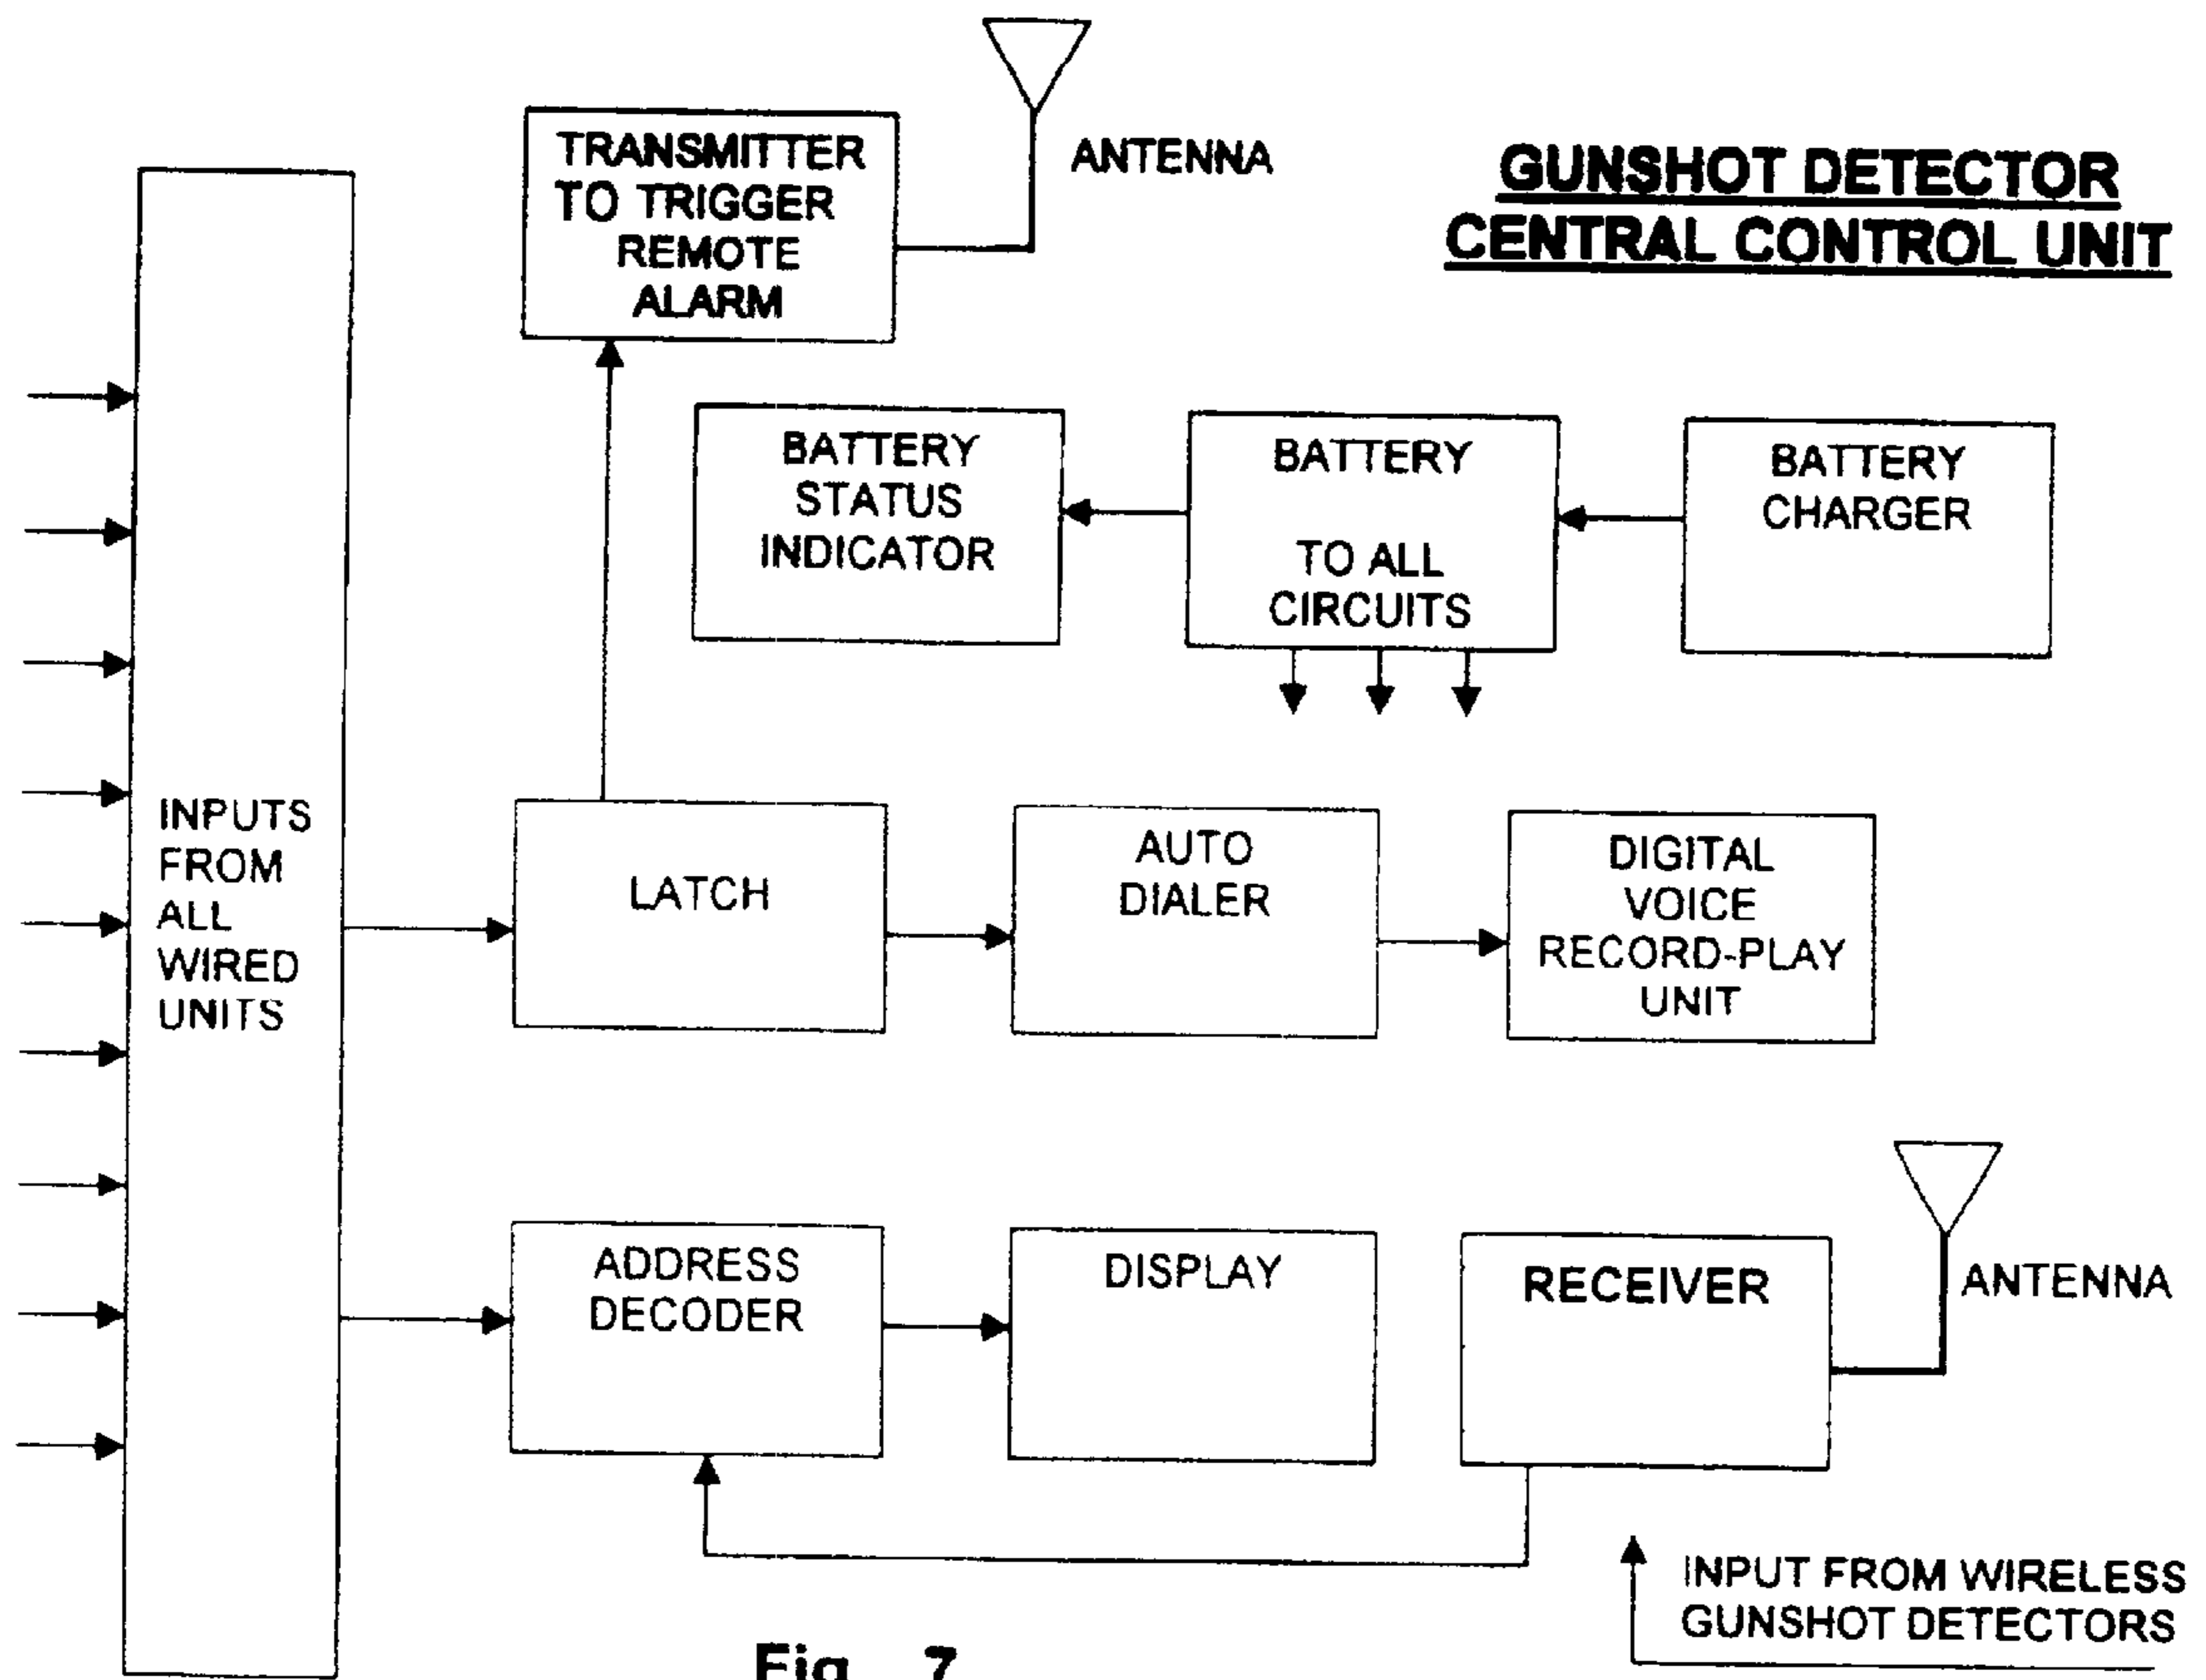 TRANSMITTER
TO TRIGGER
REMOTE
ALARM
ANTENNA
GUNSHOT DETECTOR
CENTRAL CONTROL UNIT
BATTERY
STATUS
INDICATOR
BATTERY
TO ALL
CIRCUITS
BATTERY
CHARGER
INPUTS
FROM
ALL
WIRED
UNITS
LATCH
AUTO
DIALER
DIGITAL
VOICE
RECORD-PLAY
UNIT
ADDRESS
DECODER
DISPLAY
RECEIVER
ANTENNA
INPUT FROM WIRELESS
GUNSHOT DETECTORS
Fig 7